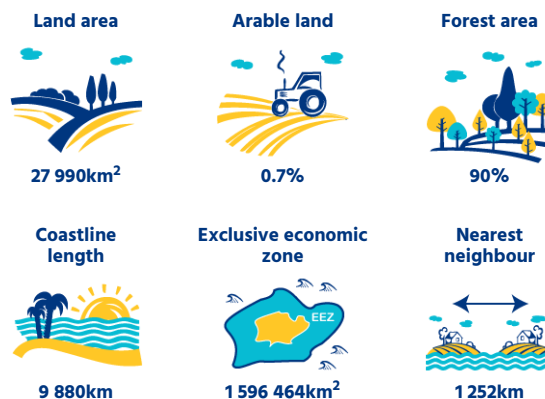 Land area
Arable land
Forest area
27 990km²
0.7%
90%
Coastline
length
Exclusive economic
zone
Nearest
neighbour
EEZ
9 880km
1 596 464km²
1 252km